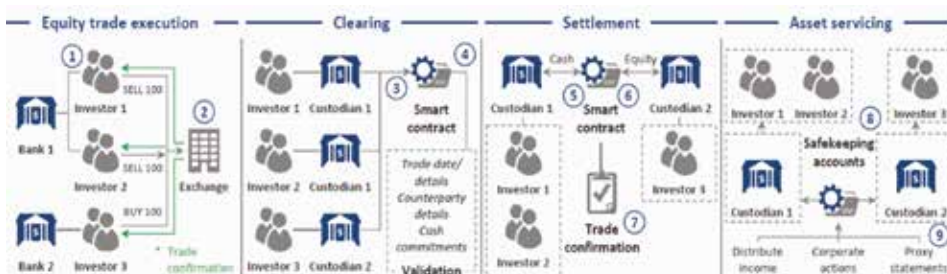 Equity trade execution
1
Investor 1
SELL 100
2
Bank 1
Investor 2
SELL 100
Exchange
BUY 100
Bank 2
Investor 3
* Trade
confirmation
Clearing
4
3
Investor 1
Custodian 1
Smart
contract
Investor 2
Custodian 1
Trade date/
details
Counterparty
details
Cash
commitments
Investor 3
Custodian 2
Validation
Settlement
Cash
Equity
5
6
Custodian 1
Smart
contract
Custodian 2
Investor 1
Investor 3
7
Trade
confirmation
Investor 2
Asset servicing
Investor 1
Investor 2
Investor 3
8
Safekeeping
accounts
Custodian 1
Custodian 2
9
Distribute
income
Corporate
actions
Proxy
statements